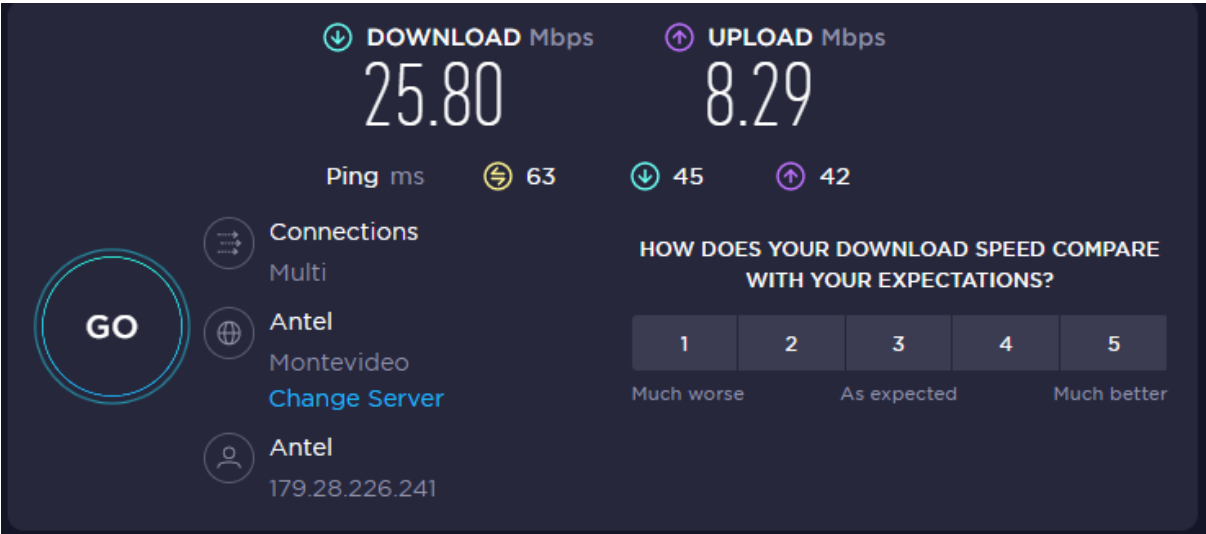 DOWNLOAD Mbps
UPLOAD Mbps
25.80
8.29
Ping ms 63 45 42
GO
Connections
Multi
Antel
Montevideo
Change Server
Antel
179.28.226.241
HOW DOES YOUR DOWNLOAD SPEED COMPARE
WITH YOUR EXPECTATIONS?
1 2 3 4 5
Much worse As expected Much better